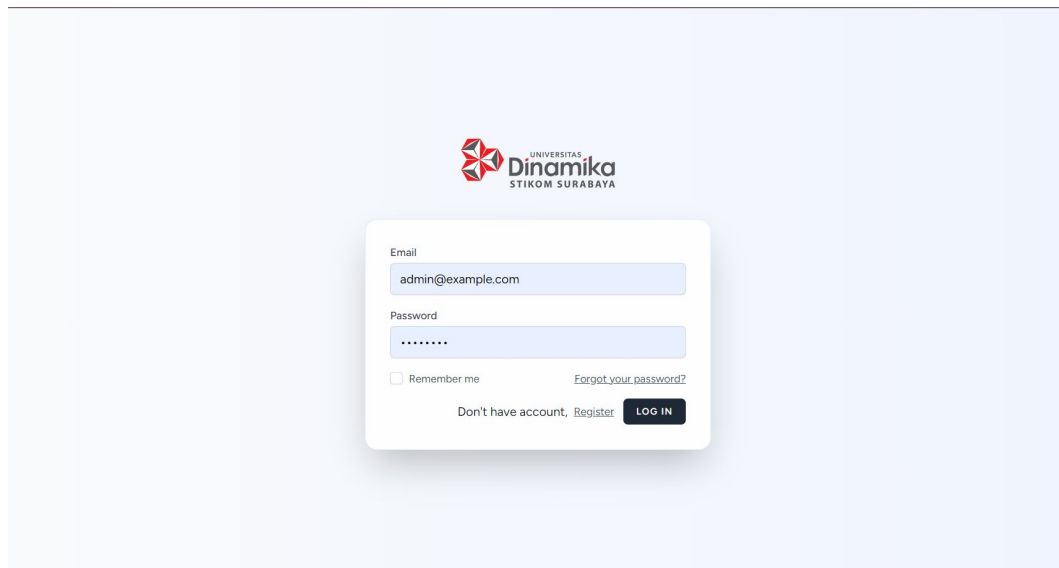 UNIVERSITAS
Dinamika
STIKOM SURABAYA
Email
admin@example.com
Password
••••••••
Remember me Forgot your password?
Don't have account, Register LOG IN